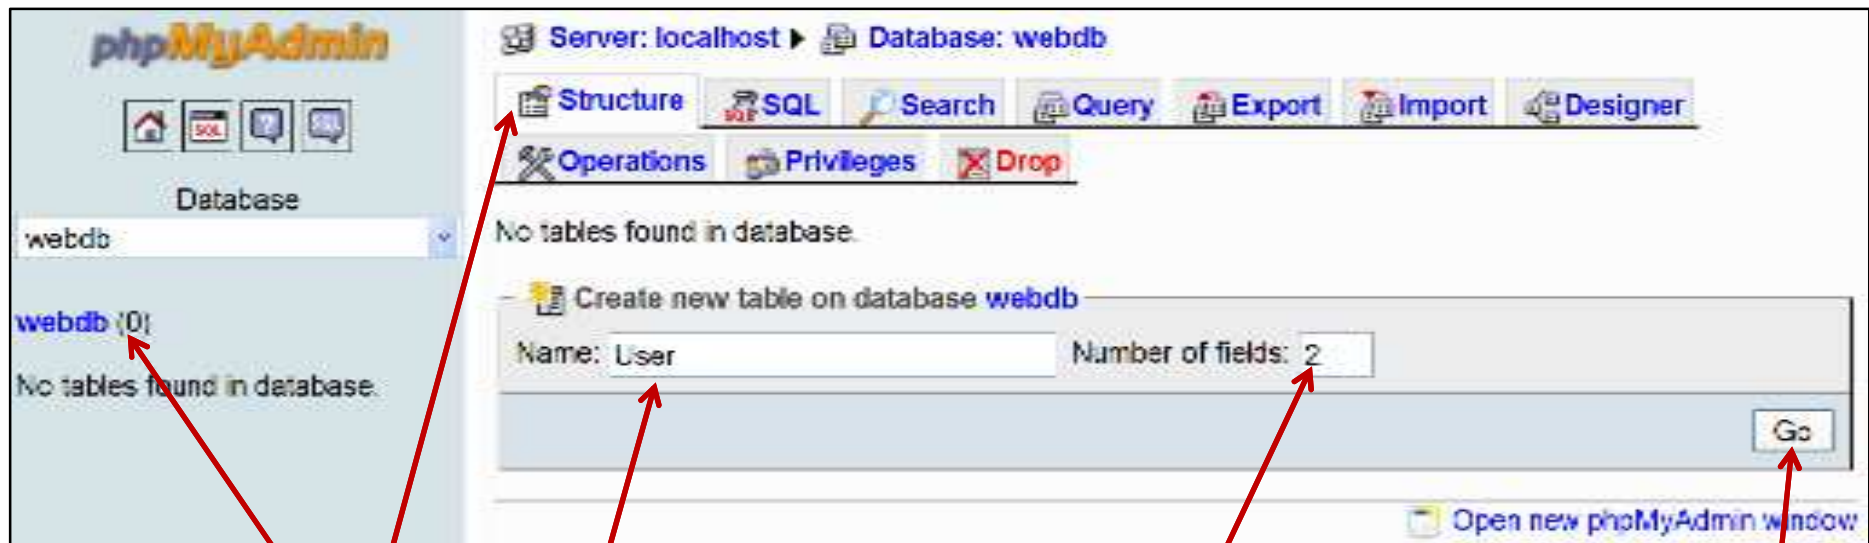 phpMyAdmin
SQL
Database
webdb
webdb (0)
No tables found in database.
Server: localhost Database: webdb
Structure SQL Search Query Export Import Designer
Operations Privileges Drop
No tables found in database.
Create new table on database webdb
Name: User Number of fields: 2
Go
Open new phpMyAdmin window